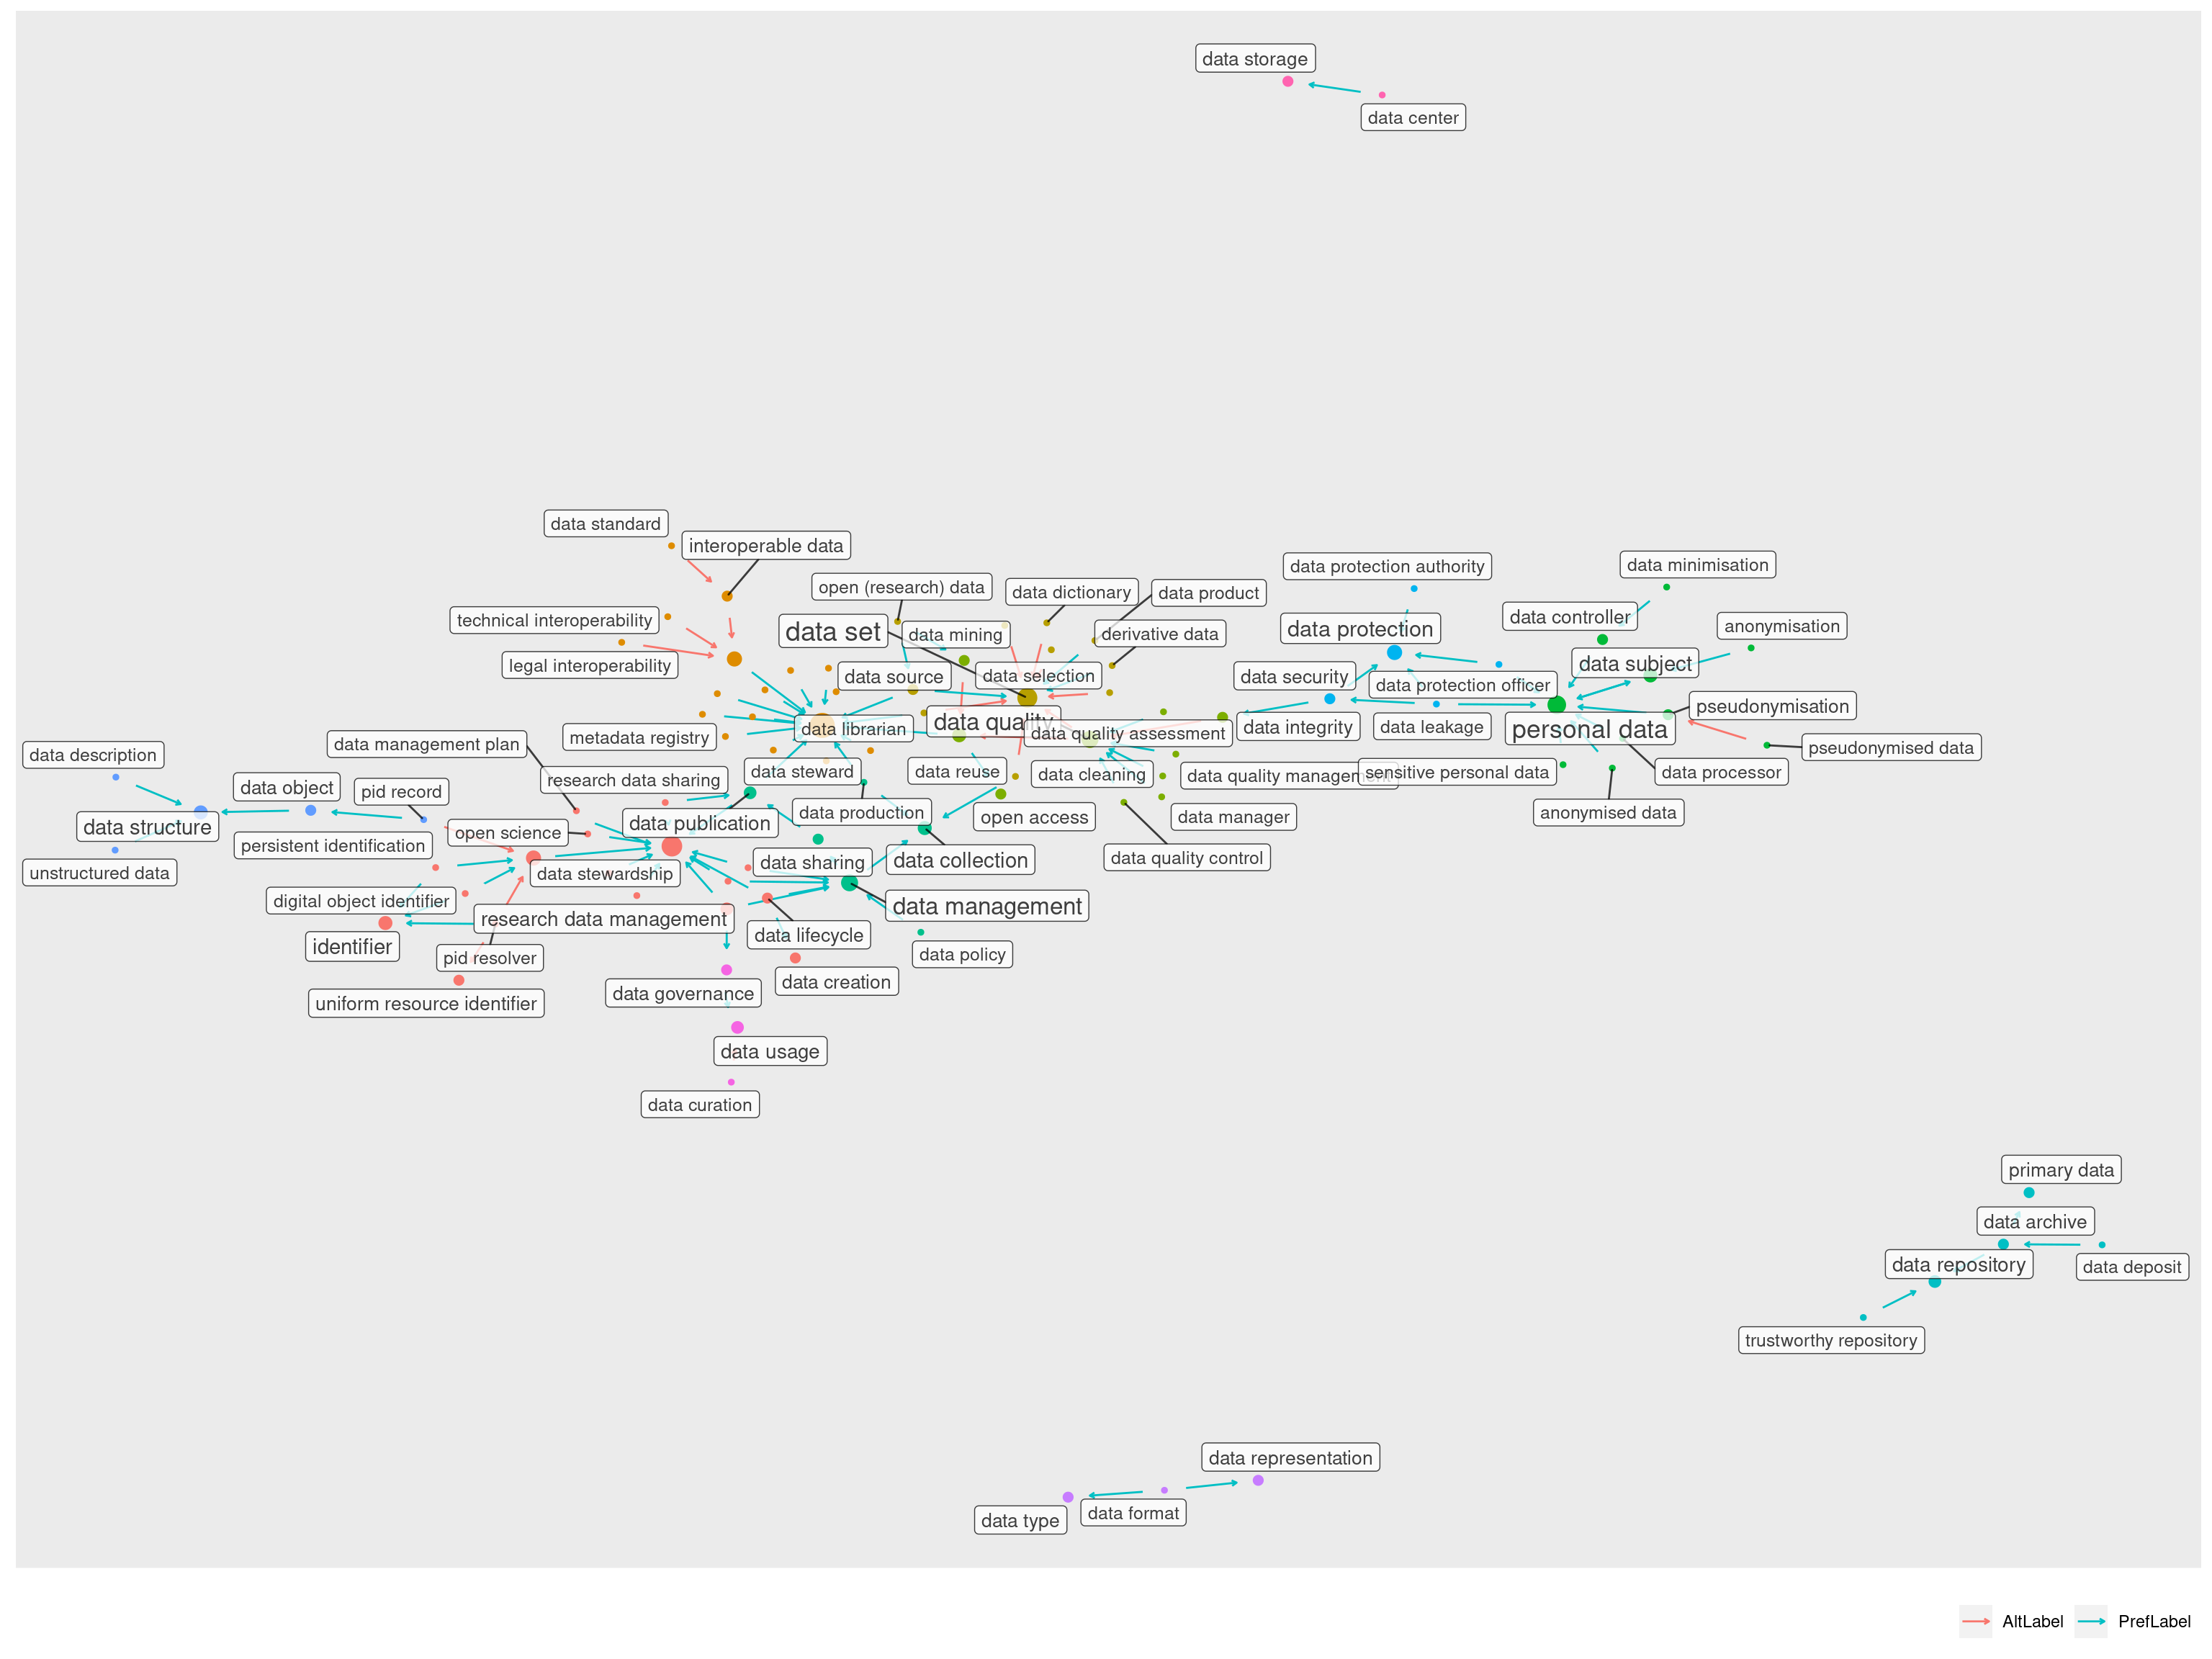 data storage
data center
data standard
interoperable data
data protection authority
data minimisation
open (research) data
data dictionary
data product
technical interoperability
data controller
anonymisation
data set
data mining
derivative data
data protection
legal interoperability
data source
data selection
data security
data protection officer
data subject
pseudonymisation
data quality
data librarian
data quality assessment
data integrity
data leakage
personal data
metadata registry
data management plan
pseudonymised data
data description
research data sharing
data steward
data reuse
data cleaning
data quality management
sensitive personal data
data processor
data object
pid record
data production
open access
data manager
anonymised data
data structure
open science
data publication
persistent identification
data sharing
data collection
data quality control
unstructured data
data stewardship
digital object identifier
research data management
data management
identifier
pid resolver
data lifecycle
data policy
uniform resource identifier
data governance
data creation
data usage
data curation
primary data
data archive
data repository
data deposit
trustworthy repository
data representation
data type
data format
AltLabel
PrefLabel